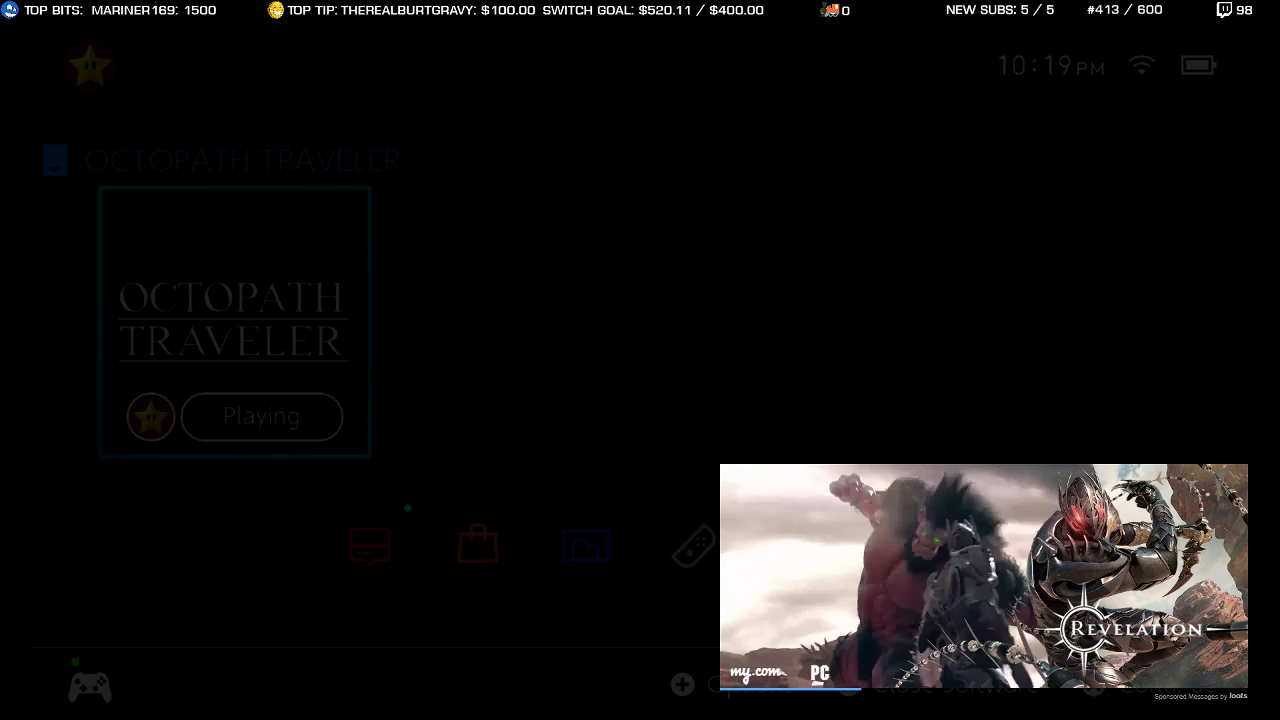 TOP BITS: MARINER169: 1500
TOP TIP: THEREALBURTGRAVY: $100.00 SWITCH GOAL: $520.11 / $400.00
0
NEW SUBS: 5 / 5
#413 / 600
98
10:19 PM
OCTOPATH TRAVELER
OCTOPATH
TRAVELER
Playing
REVELATION
my.com
PC
Close Software
Sponsored Messages by loots